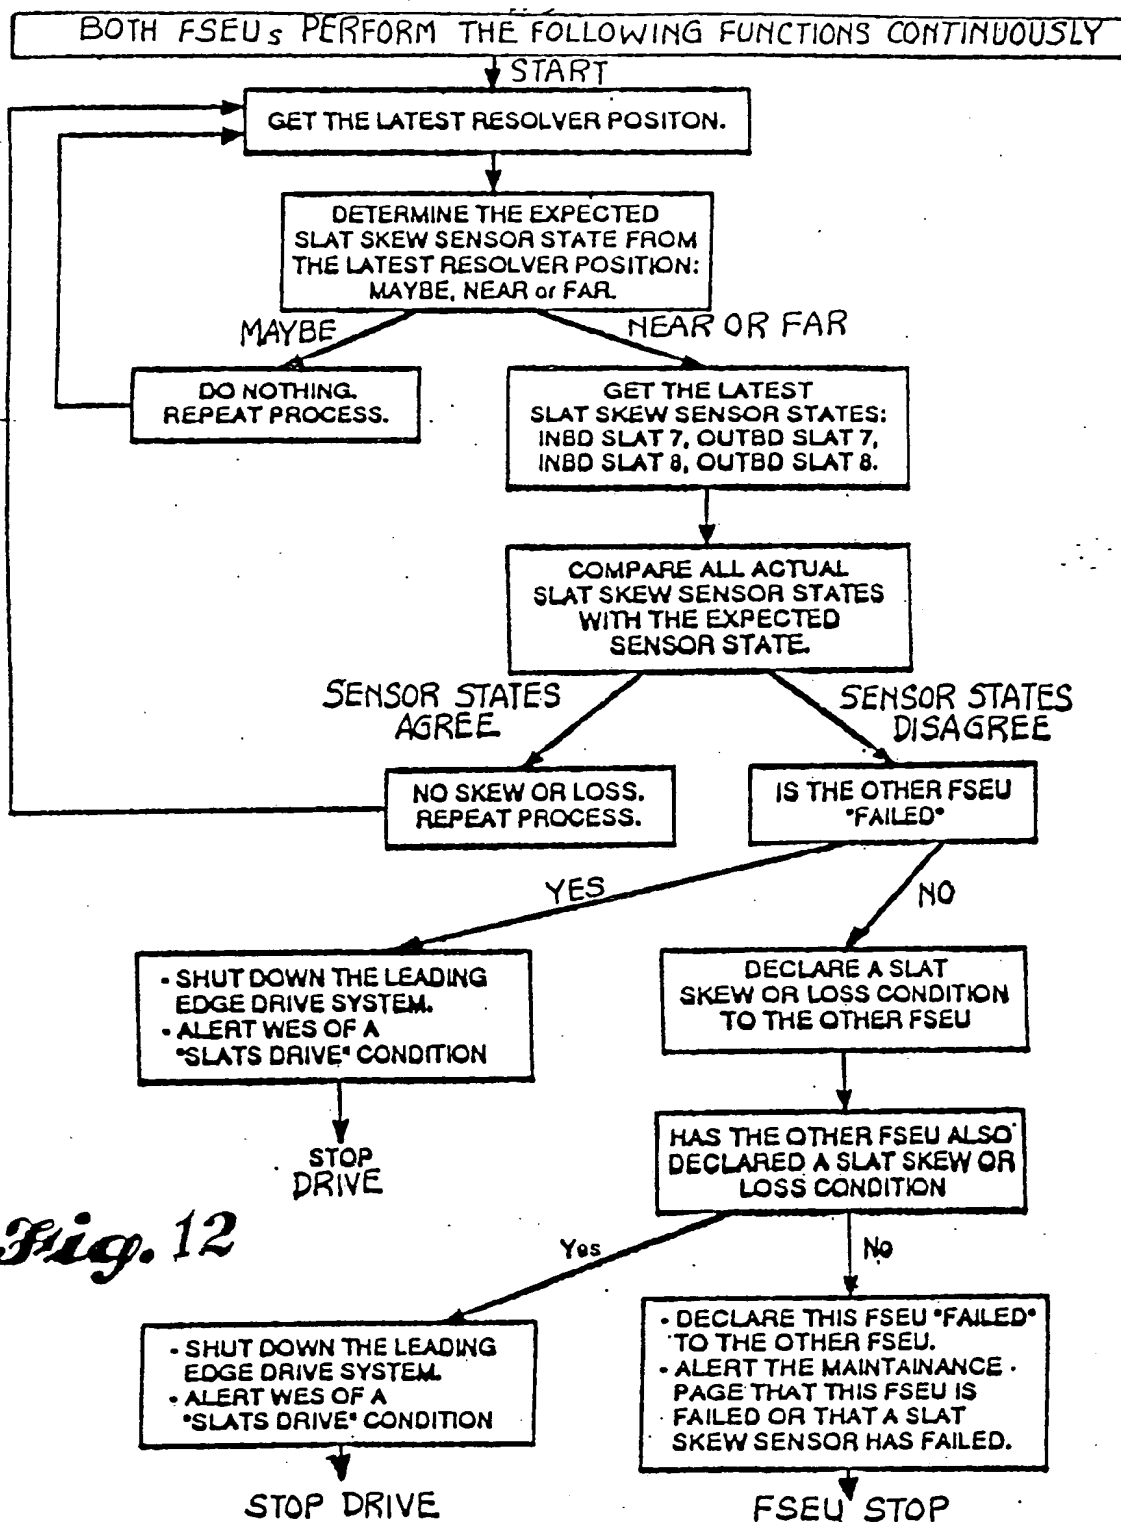 BOTH FSEUs PERFORM THE FOLLOWING FUNCTIONS CONTINUOUSLY
START
GET THE LATEST RESOLVER POSITON.
DETERMINE THE EXPECTED
SLAT SKEW SENSOR STATE FROM
THE LATEST RESOLVER POSITION:
MAYBE, NEAR or FAR.
MAYBE
NEAR OR FAR
DO NOTHING.
REPEAT PROCESS.
GET THE LATEST
SLAT SKEW SENSOR STATES:
INBD SLAT 7, OUTBD SLAT 7,
INBD SLAT 8, OUTBD SLAT 8.
COMPARE ALL ACTUAL
SLAT SKEW SENSOR STATES
WITH THE EXPECTED
SENSOR STATE.
SENSOR STATES
AGREE
SENSOR STATES
DISAGREE
NO SKEW OR LOSS.
REPEAT PROCESS.
IS THE OTHER FSEU
"FAILED"
YES
NO
• SHUT DOWN THE LEADING
EDGE DRIVE SYSTEM.
• ALERT WES OF A
"SLATS DRIVE" CONDITION
DECLARE A SLAT
SKEW OR LOSS CONDITION
TO THE OTHER FSEU
STOP
DRIVE
HAS THE OTHER FSEU ALSO
DECLARED A SLAT SKEW OR
LOSS CONDITION
Fig. 12
Yes
No
• SHUT DOWN THE LEADING
EDGE DRIVE SYSTEM.
• ALERT WES OF A
"SLATS DRIVE" CONDITION
• DECLARE THIS FSEU "FAILED"
TO THE OTHER FSEU.
• ALERT THE MAINTAINANCE
PAGE THAT THIS FSEU IS
FAILED OR THAT A SLAT
SKEW SENSOR HAS FAILED.
STOP DRIVE
FSEU STOP